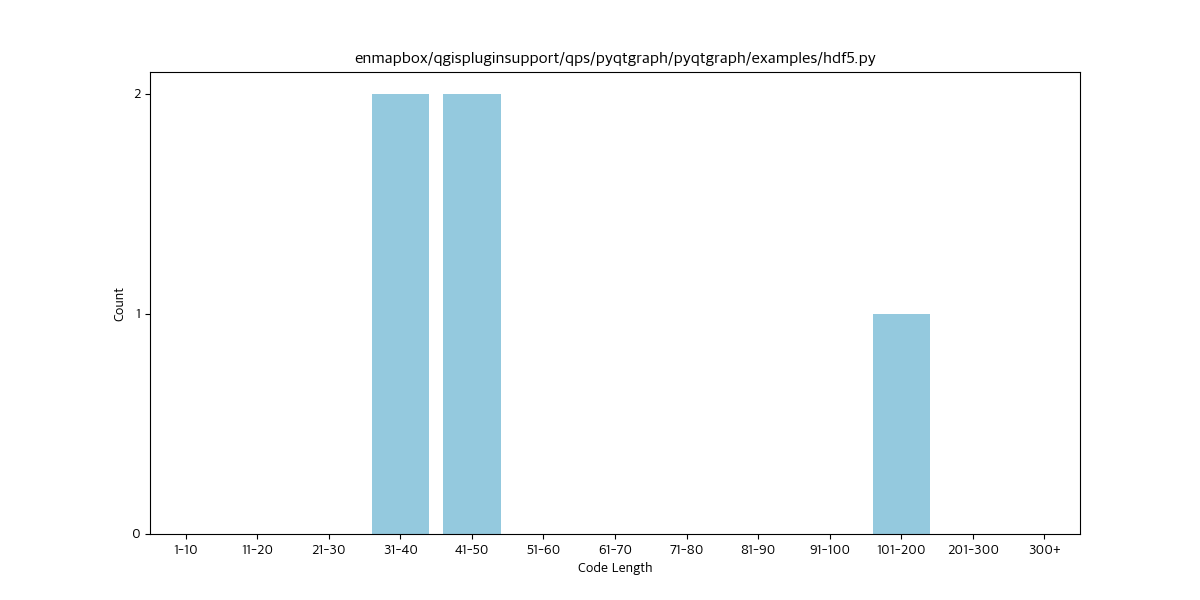 enmapbox/qgispluginsupport/qps/pyqtgraph/pyqtgraph/examples/hdf5.py
2
1
0
Count
1-10 11-20 21-30 31-40 41-50 51-60 61-70 71-80 81-90 91-100 101-200 201-300 300+
Code Length